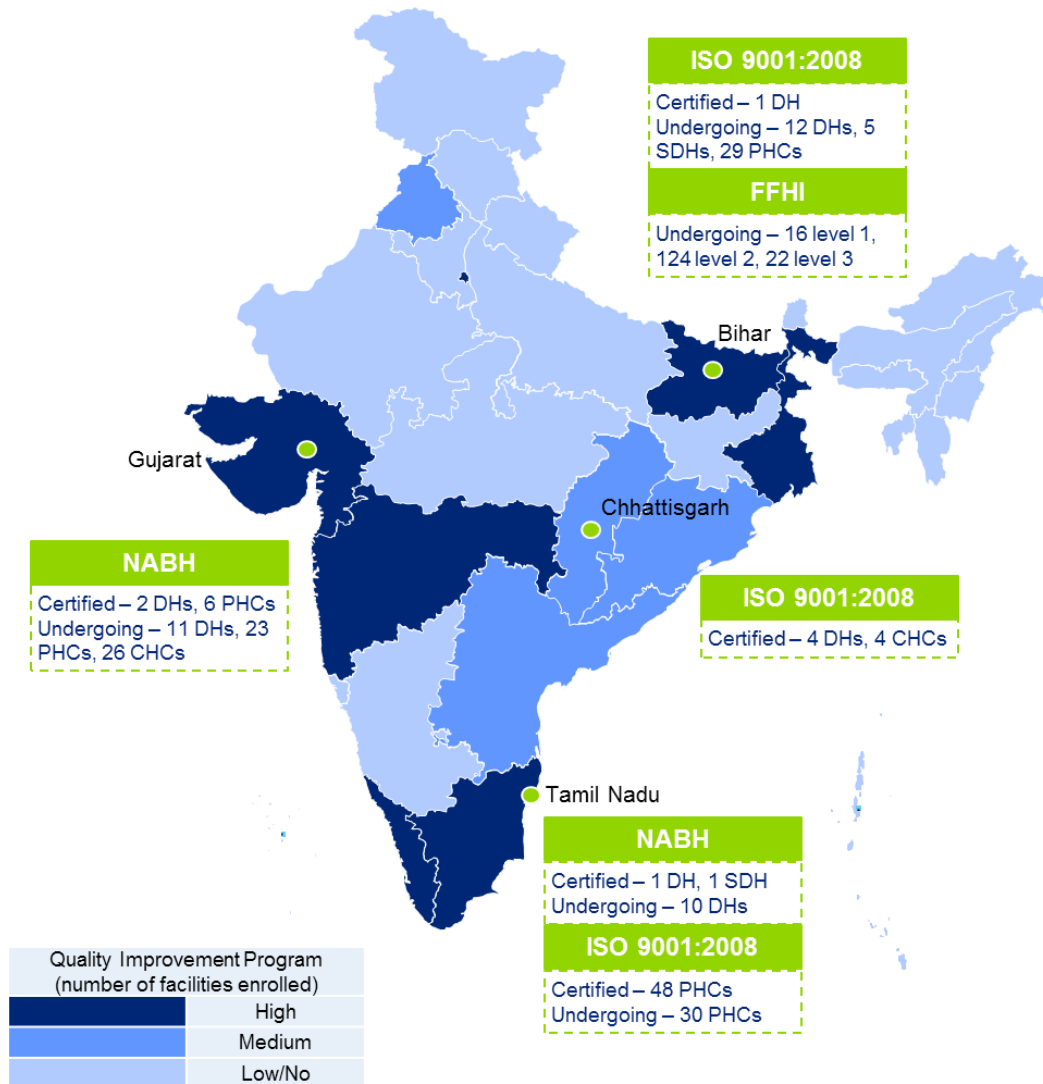 ISO 9001:2008
Certified – 1 DH
Undergoing – 12 DHs, 5
SDHs, 29 PHCs
FFHI
Undergoing – 16 level 1,
124 level 2, 22 level 3
Bihar
Gujarat
Chhattisgarh
NABH
Certified – 2 DHs, 6 PHCs
Undergoing – 11 DHs, 23
PHCs, 26 CHCs
ISO 9001:2008
Certified – 4 DHs, 4 CHCs
Tamil Nadu
NABH
Certified – 1 DH, 1 SDH
Undergoing – 10 DHs
ISO 9001:2008
Certified – 48 PHCs
Undergoing – 30 PHCs
Quality Improvement Program
(number of facilities enrolled)
High
Medium
Low/No